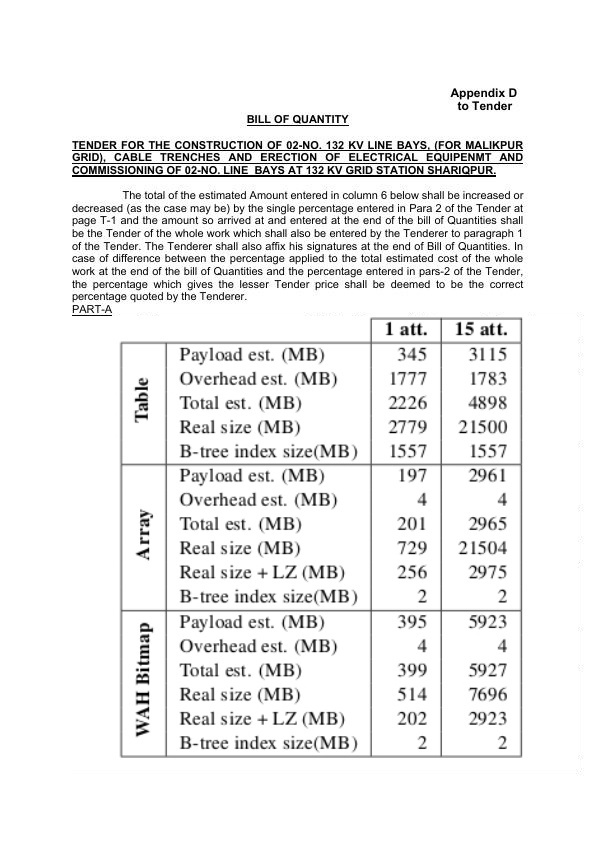 Appendix D
to Tender
BILL OF QUANTITY
TENDER FOR THE CONSTRUCTION OF 02-NO. 132 KV LINE BAYS, (FOR MALIKPUR
GRID), CABLE TRENCHES AND ERECTION OF ELECTRICAL EQUIPENMT AND
COMMISSIONING OF 02-NO. LINE BAYS AT 132 KV GRID STATION SHARIQPUR.
The total of the estimated Amount entered in column 6 below shall be increased or
decreased (as the case may be) by the single percentage entered in Para 2 of the Tender at
page T-1 and the amount so arrived at and entered at the end of the bill of Quantities shall
be the Tender of the whole work which shall also be entered by the Tenderer to paragraph 1
of the Tender. The Tenderer shall also affix his signatures at the end of Bill of Quantities. In
case of difference between the percentage applied to the total estimated cost of the whole
work at the end of the bill of Quantities and the percentage entered in pars-2 of the Tender,
the percentage which gives the lesser Tender price shall be deemed to be the correct
percentage quoted by the Tenderer.
PART-A
1 att. 15 att.
Table
Payload est. (MB) 345 3115
Overhead est. (MB) 1777 1783
Total est. (MB) 2226 4898
Real size (MB) 2779 21500
B-tree index size(MB) 1557 1557
Array
Payload est. (MB) 197 2961
Overhead est. (MB) 4 4
Total est. (MB) 201 2965
Real size (MB) 729 21504
Real size + LZ (MB) 256 2975
B-tree index size(MB) 2 2
WAH Bitmap
Payload est. (MB) 395 5923
Overhead est. (MB) 4 4
Total est. (MB) 399 5927
Real size (MB) 514 7696
Real size + LZ (MB) 202 2923
B-tree index size(MB) 2 2